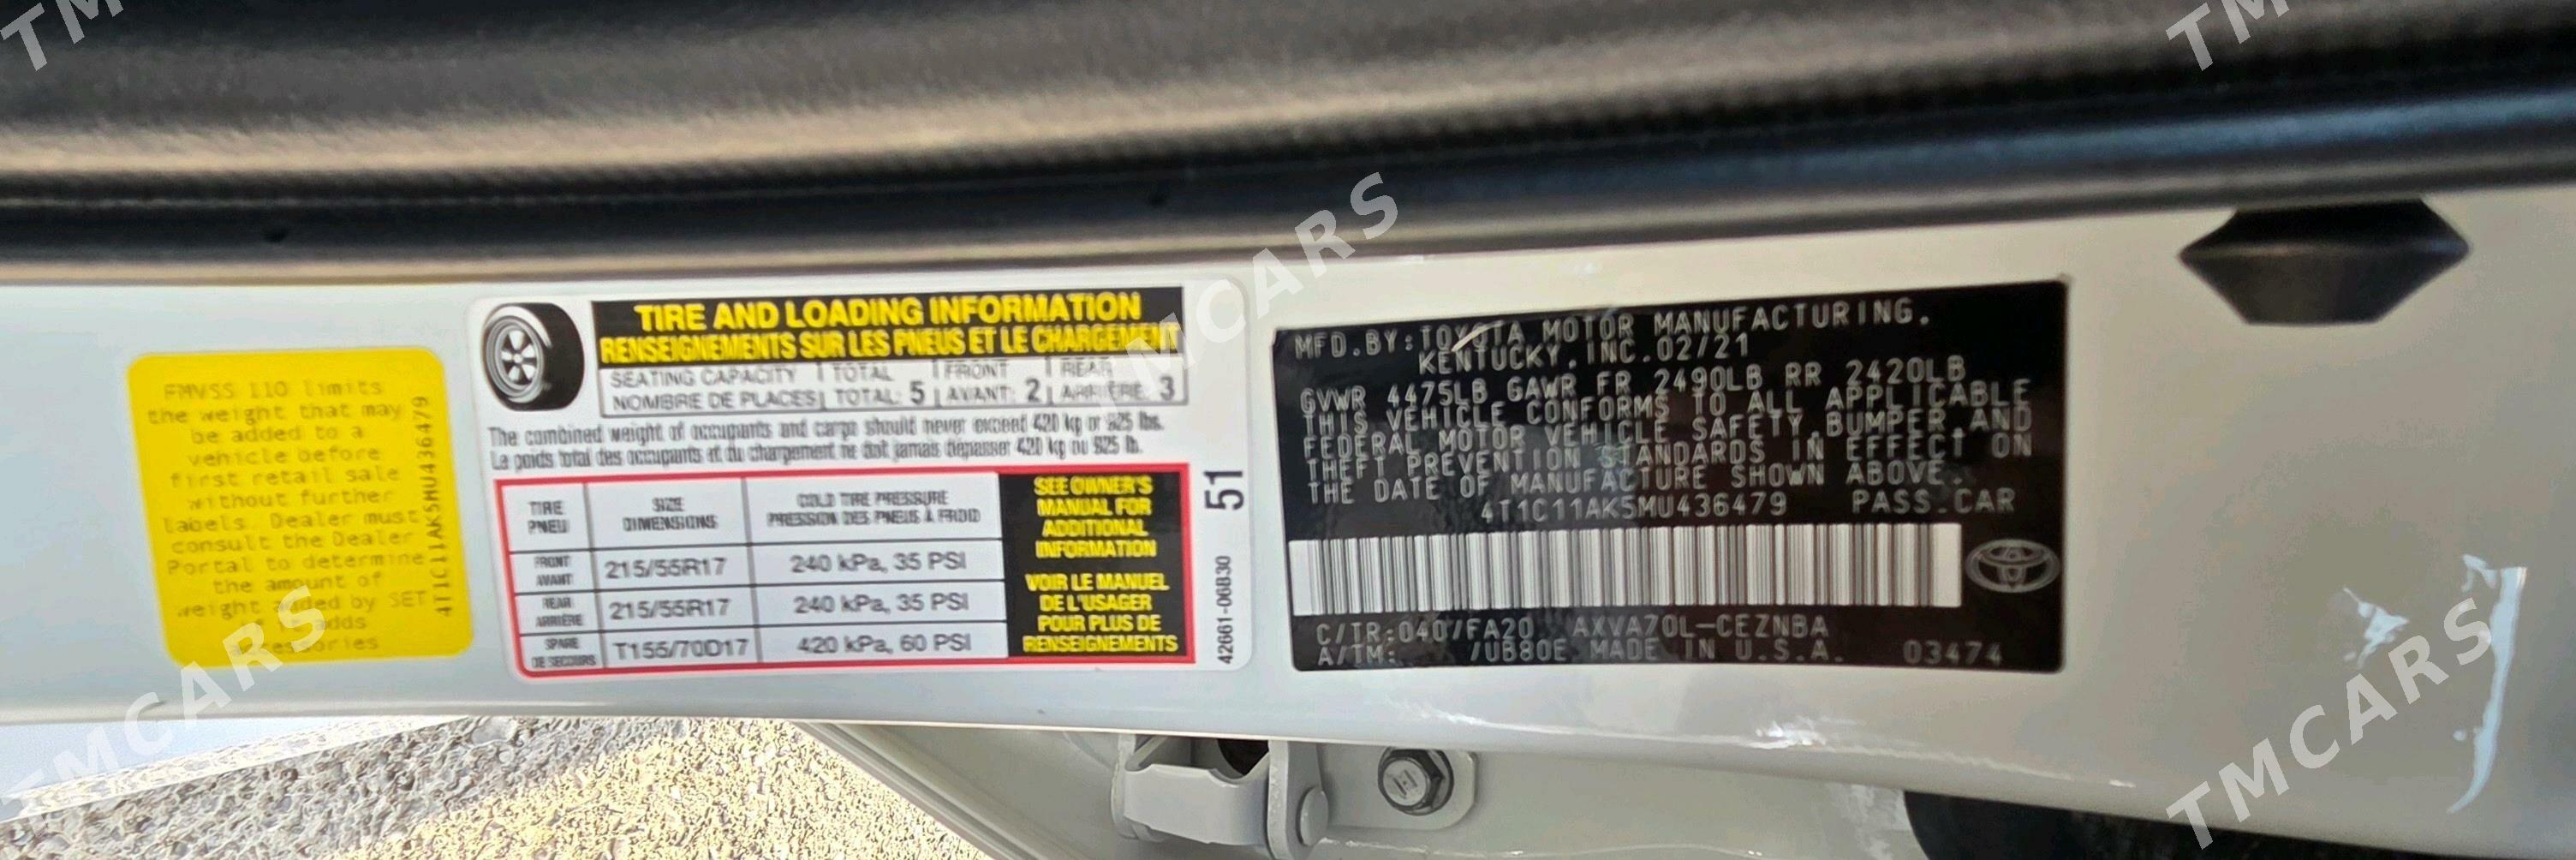 FMVSS 110 limits
the weight that may
be added to a
vehicle before
first retail sale
without further
labels. Dealer must
consult the Dealer
Portal to determine
the amount of
weight added by SET
if it adds
accessories
4T1C11AK5MU436479
TIRE AND LOADING INFORMATION
RENSEIGNEMENTS SUR LES PNEUS ET LE CHARGEMENT
SEATING CAPACITY TOTAL FRONT REAR
NOMBRE DE PLACES TOTAL: 5 AVANT: 2 ARRIÈRE: 3
The combined weight of occupants and cargo should never exceed 420 kg or 925 lbs.
Le poids total des occupants et du chargement ne doit jamais dépasser 420 kg ou 925 lb.
TIRE SIZE COLD TIRE PRESSURE
PNEU DIMENSIONS PRESSION DES PNEUS À FROID
FRONT
AVANT 215/55R17 240 kPa, 35 PSI
REAR
ARRIÈRE 215/55R17 240 kPa, 35 PSI
SPARE
DE SECOURS T155/70D17 420 kPa, 60 PSI
SEE OWNER'S
MANUAL FOR
ADDITIONAL
INFORMATION
VOIR LE MANUEL
DE L'USAGER
POUR PLUS DE
RENSEIGNEMENTS
51
42661-06B30
MFD.BY:TOYOTA MOTOR MANUFACTURING,
KENTUCKY,INC.02/21
GVWR 4475LB GAWR FR 2490LB RR 2420LB
THIS VEHICLE CONFORMS TO ALL APPLICABLE
FEDERAL MOTOR VEHICLE SAFETY,BUMPER,AND
THEFT PREVENTION STANDARDS IN EFFECT ON
THE DATE OF MANUFACTURE SHOWN ABOVE.
4T1C11AK5MU436479 PASS.CAR
C/TR:040/FA20 AXVA70L-CEZNBA
A/TM: /UB80E MADE IN U.S.A. 03474
TMCARS
TMCARS
TMCARS